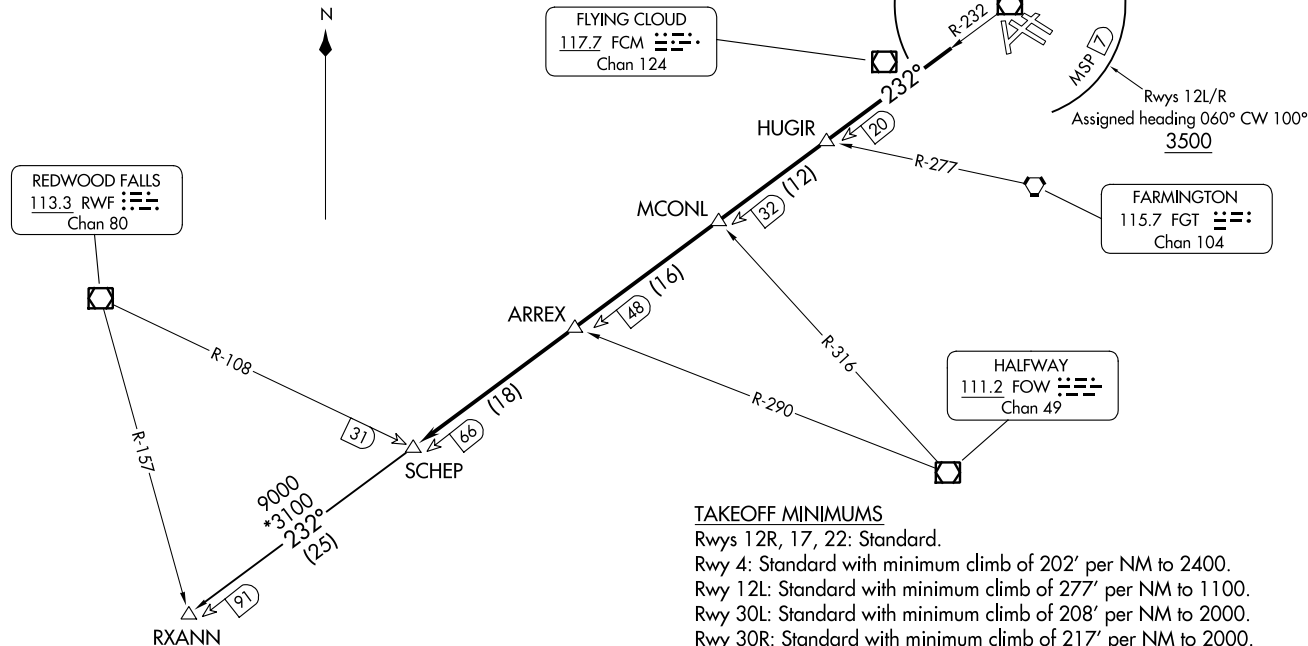 N
FLYING CLOUD
117.7 FCM
Chan 124
R-232
MSP 7
Rwys 12L/R
Assigned heading 060° CW 100°
3500
232°
HUGIR
20
R-277
FARMINGTON
115.7 FGT
Chan 104
REDWOOD FALLS
113.3 RWF
Chan 80
(12)
MCONL
32
(16)
ARREX
48
R-316
R-108
R-290
HALFWAY
111.2 FOW
Chan 49
(18)
31
66
SCHEP
R-157
9000
*3100
232°
(25)
91
RXANN
TAKEOFF MINIMUMS
Rwys 12R, 17, 22: Standard.
Rwy 4: Standard with minimum climb of 202' per NM to 2400.
Rwy 12L: Standard with minimum climb of 277' per NM to 1100.
Rwy 30L: Standard with minimum climb of 208' per NM to 2000.
Rwy 30R: Standard with minimum climb of 217' per NM to 2000.